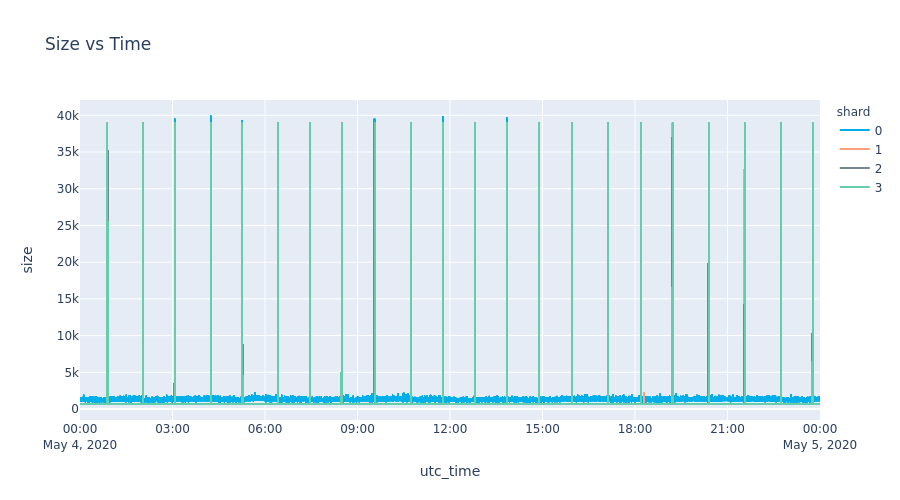 Size vs Time
shard
0
1
2
3
size
40k
35k
30k
25k
20k
15k
10k
5k
0
00:00 03:00 06:00 09:00 12:00 15:00 18:00 21:00 00:00
May 4, 2020 May 5, 2020
utc_time